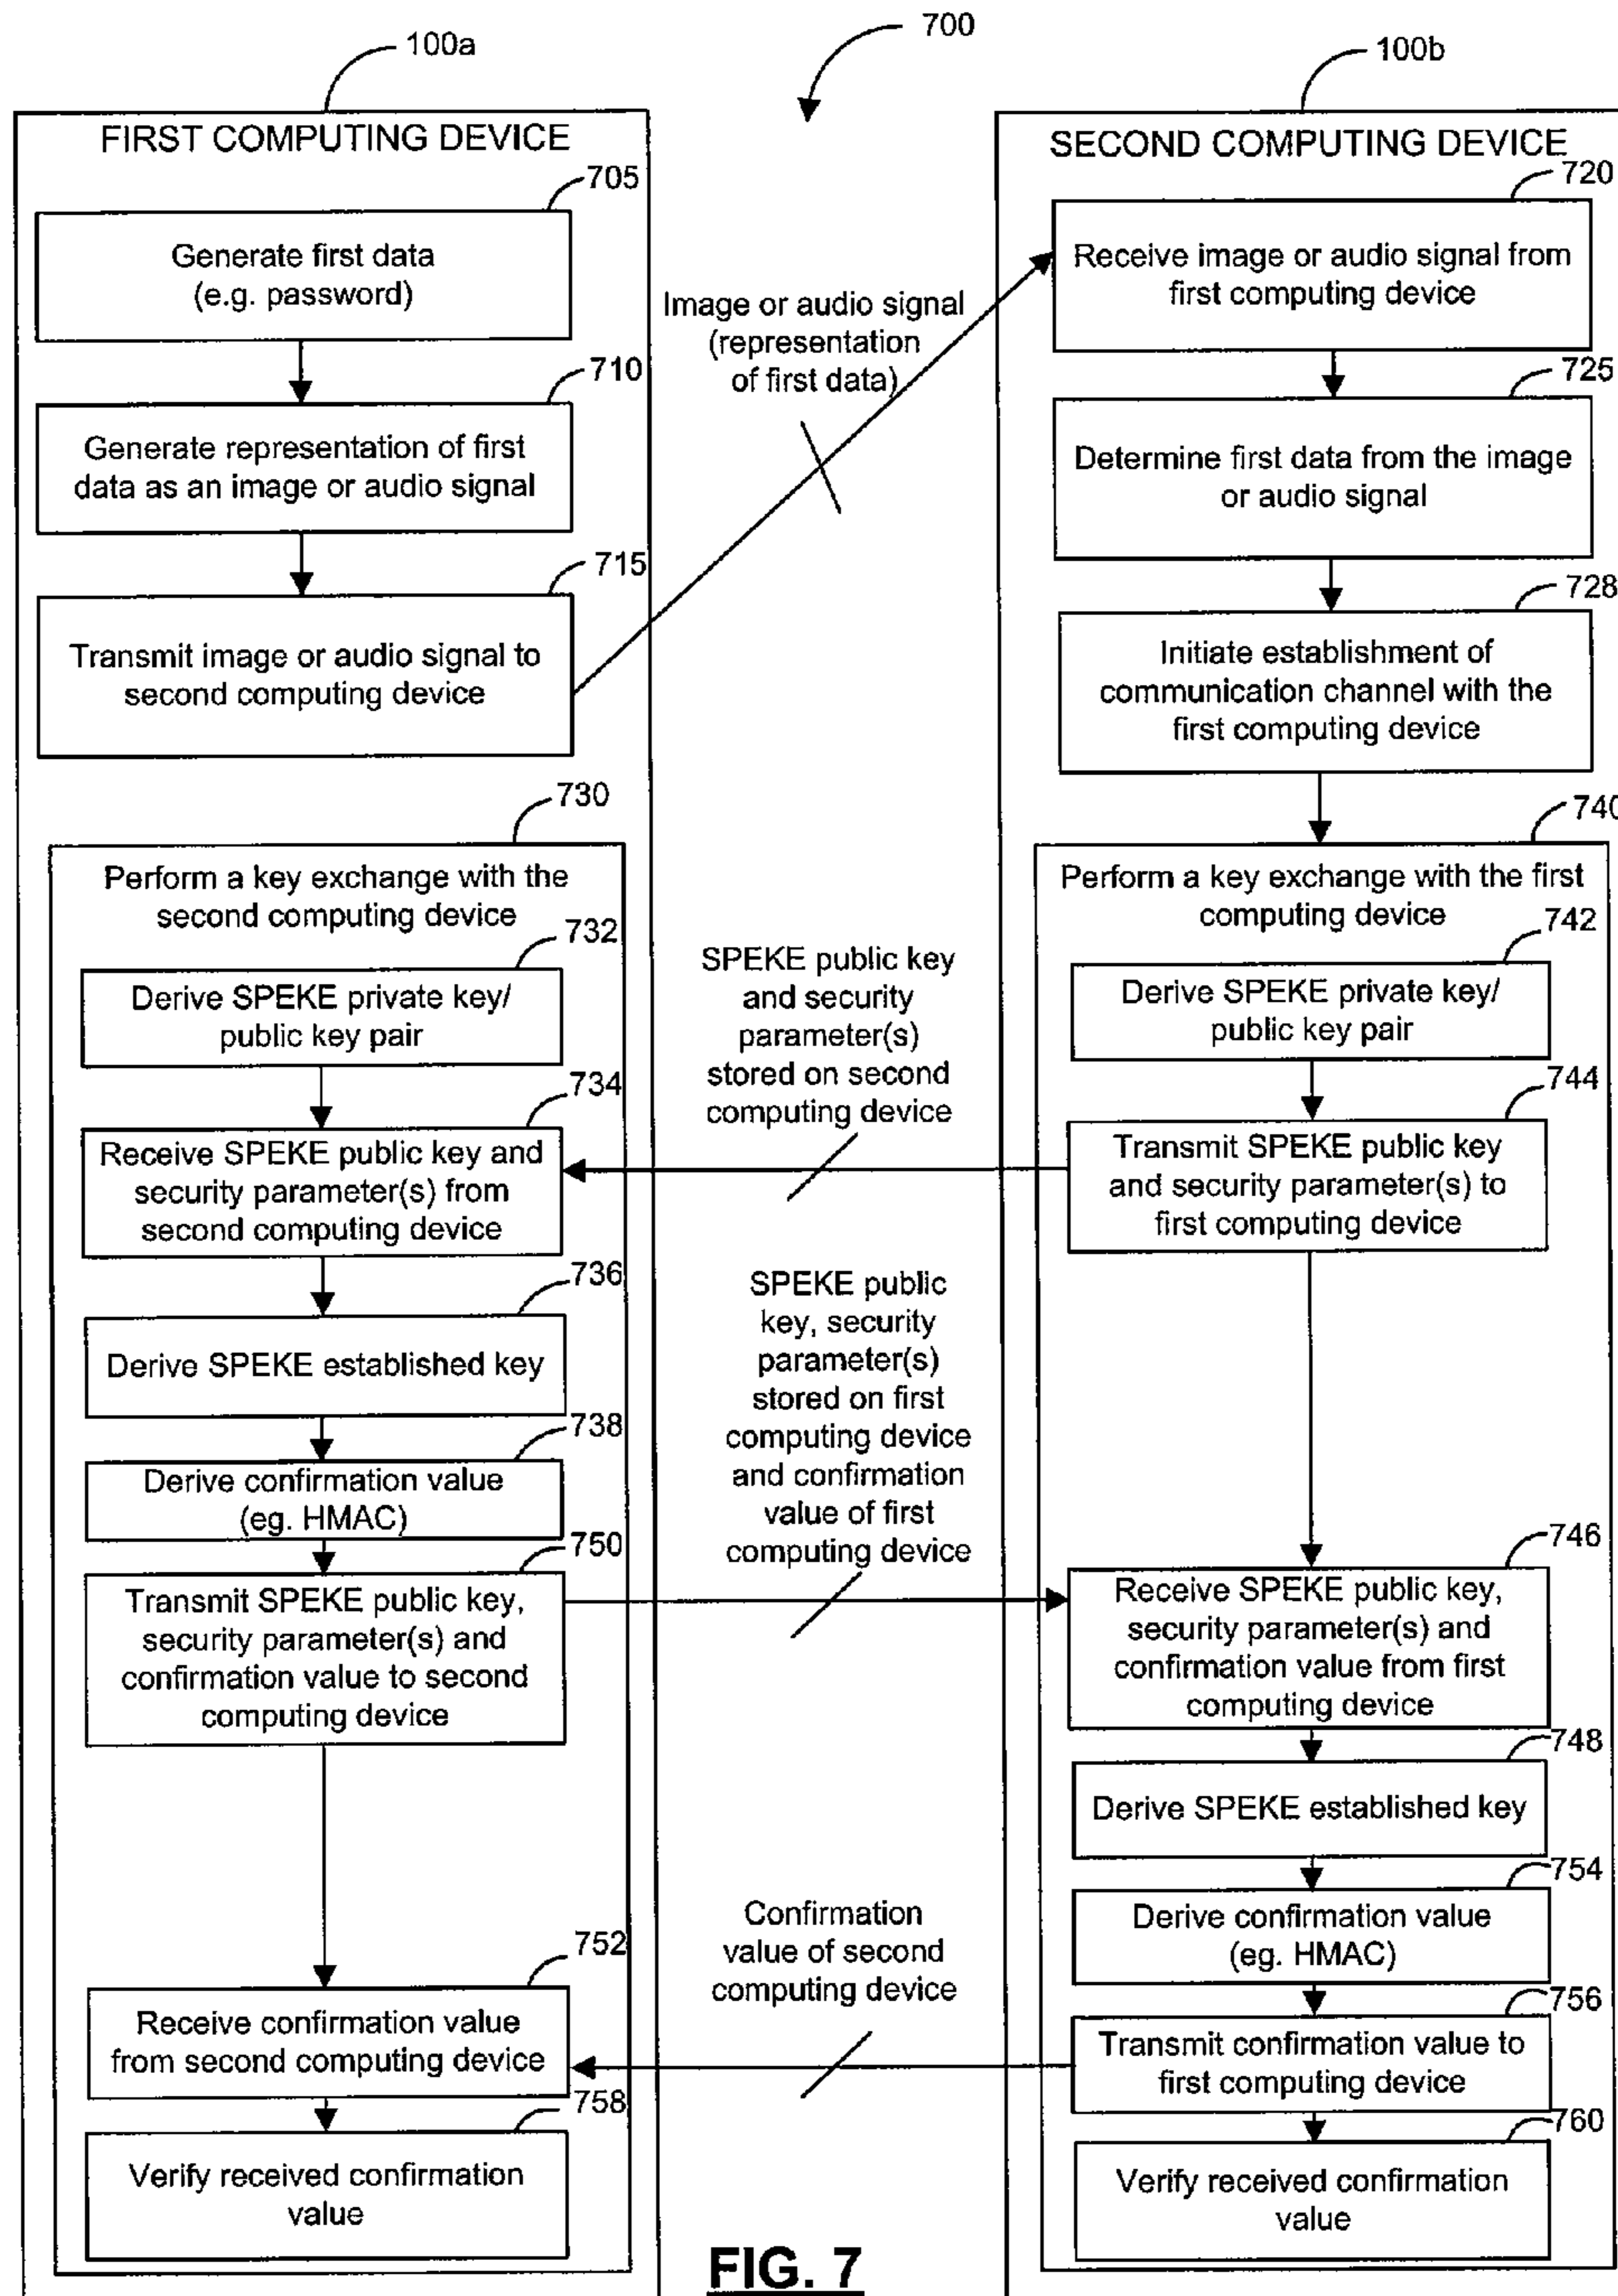 700
100a
FIRST COMPUTING DEVICE
705
Generate first data
(e.g. password)
710
Generate representation of first
data as an image or audio signal
715
Transmit image or audio signal to
second computing device
730
Perform a key exchange with the
second computing device
732
Derive SPEKE private key/
public key pair
734
Receive SPEKE public key and
security parameter(s) from
second computing device
736
Derive SPEKE established key
738
Derive confirmation value
(eg. HMAC)
750
Transmit SPEKE public key,
security parameter(s) and
confirmation value to second
computing device
752
Receive confirmation value
from second computing device
758
Verify received confirmation
value
Image or audio signal
(representation
of first data)
SPEKE public key
and security
parameter(s)
stored on second
computing device
SPEKE public
key, security
parameter(s)
stored on first
computing device
and confirmation
value of first
computing device
Confirmation
value of second
computing device
100b
SECOND COMPUTING DEVICE
720
Receive image or audio signal from
first computing device
725
Determine first data from the image
or audio signal
728
Initiate establishment of
communication channel with the
first computing device
740
Perform a key exchange with the first
computing device
742
Derive SPEKE private key/
public key pair
744
Transmit SPEKE public key
and security parameter(s) to
first computing device
746
Receive SPEKE public key,
security parameter(s) and
confirmation value from first
computing device
748
Derive SPEKE established key
754
Derive confirmation value
(eg. HMAC)
756
Transmit confirmation value to
first computing device
760
Verify received confirmation
value
FIG. 7